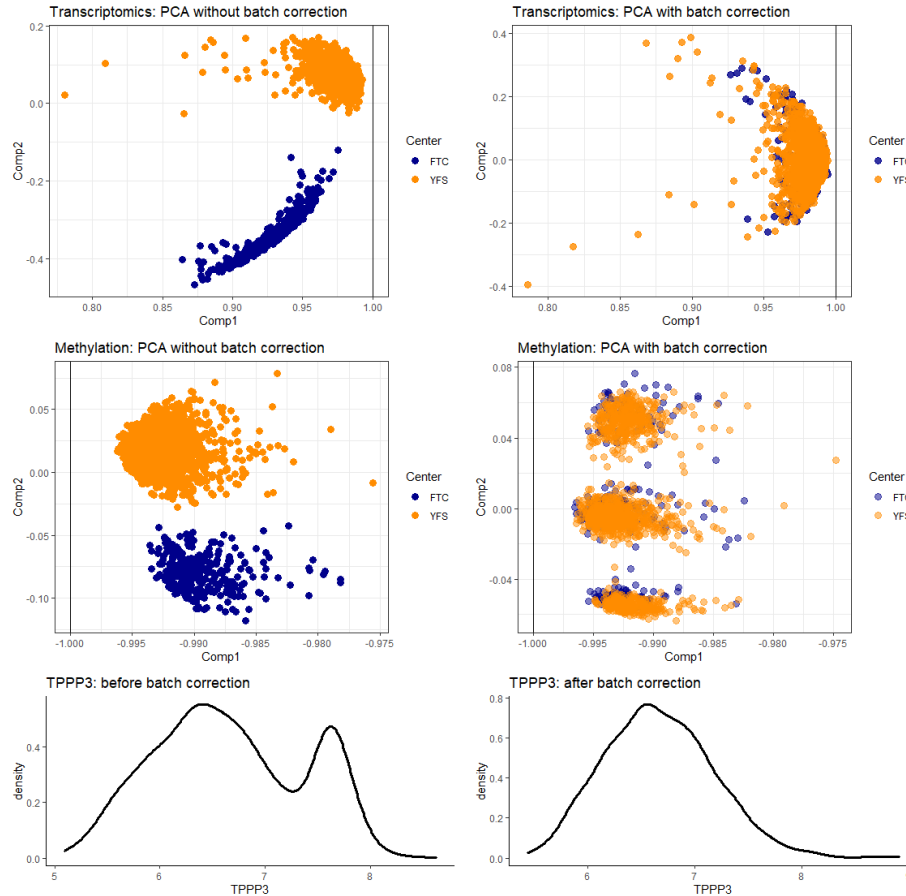 Transcriptomics: PCA without batch correction
0.2
0.0
-0.2
-0.4
Comp2
0.80
0.85
0.90
0.95
1.00
Comp1
Center
FTC
YFS
Transcriptomics: PCA with batch correction
0.4
0.2
0.0
-0.2
-0.4
Comp2
0.80
0.85
0.90
0.95
1.00
Comp1
Center
FTC
YFS
Methylation: PCA without batch correction
0.05
0.00
-0.05
-0.10
Comp2
-1.000
-0.995
-0.990
-0.985
-0.980
-0.975
Comp1
Center
FTC
YFS
Methylation: PCA with batch correction
0.08
0.04
0.00
-0.04
Comp2
-1.000
-0.995
-0.990
-0.985
-0.980
-0.975
Comp1
Center
FTC
YFS
TPPP3: before batch correction
0.4
0.2
0.0
density
5
6
7
8
TPPP3
TPPP3: after batch correction
0.8
0.6
0.4
0.2
0.0
density
6
7
8
TPPP3